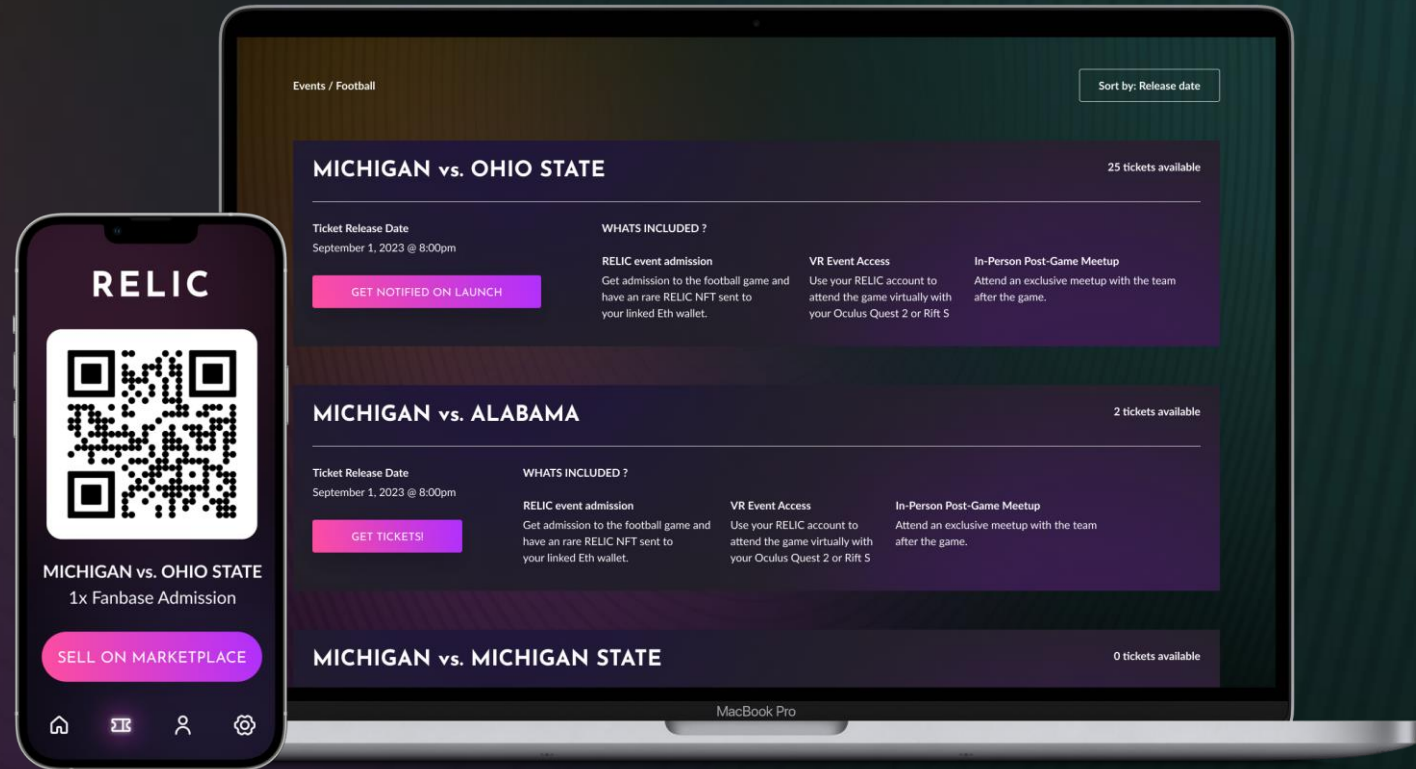 RELIC
MICHIGAN vs. OHIO STATE
1x Fanbase Admission
SELL ON MARKETPLACE
Events / Football
Sort by: Release date
MICHIGAN vs. OHIO STATE
25 tickets available
Ticket Release Date
September 1, 2023 @ 8:00pm
GET NOTIFIED ON LAUNCH
WHATS INCLUDED ?
RELIC event admission
Get admission to the football game and
have an rare RELIC NFT sent to
your linked Eth wallet.
VR Event Access
Use your RELIC account to
attend the game virtually with
your Oculus Quest 2 or Rift S
In-Person Post-Game Meetup
Attend an exclusive meetup with the team
after the game.
MICHIGAN vs. ALABAMA
2 tickets available
Ticket Release Date
September 1, 2023 @ 8:00pm
GET TICKETS!
WHATS INCLUDED ?
RELIC event admission
Get admission to the football game and
have an rare RELIC NFT sent to
your linked Eth wallet.
VR Event Access
Use your RELIC account to
attend the game virtually with
your Oculus Quest 2 or Rift S
In-Person Post-Game Meetup
Attend an exclusive meetup with the team
after the game.
MICHIGAN vs. MICHIGAN STATE
0 tickets available
MacBook Pro